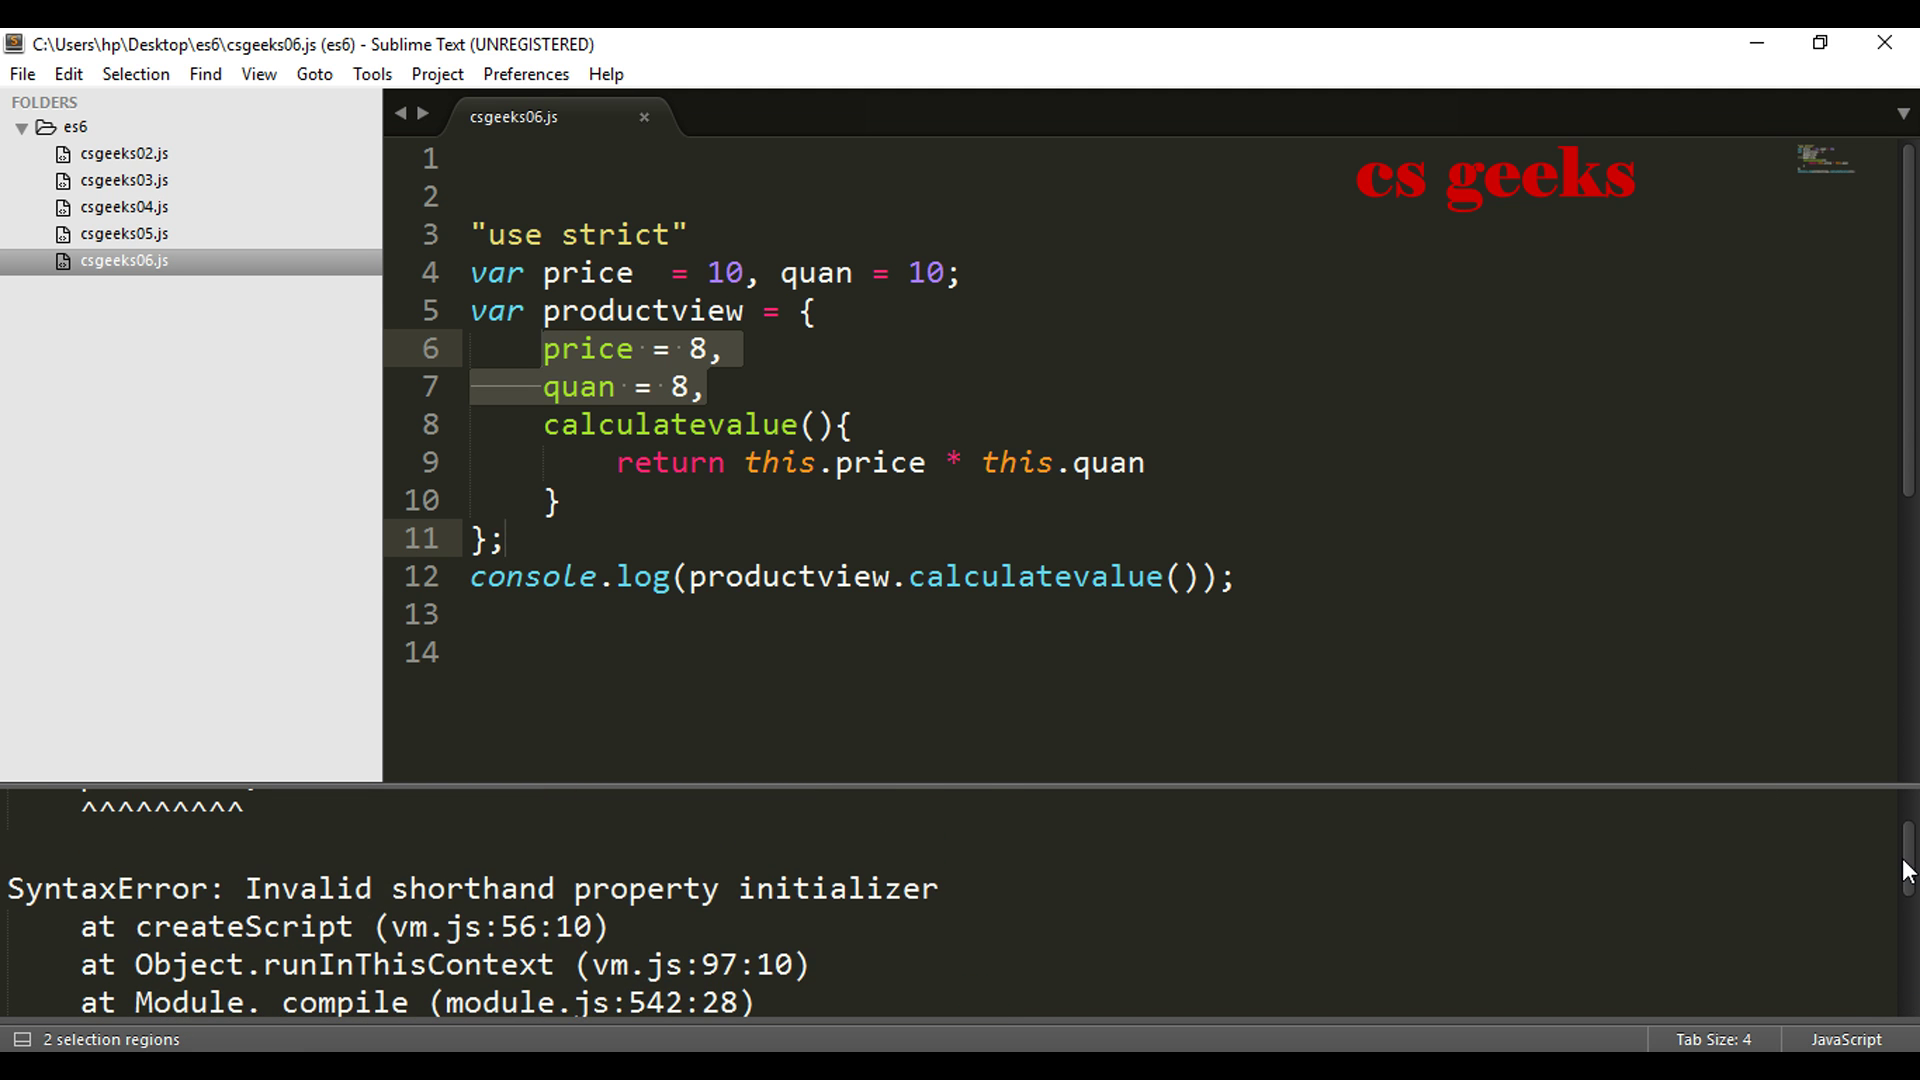 C:\Users\hp\Desktop\es6\csgeeks06.js (es6) - Sublime Text (UNREGISTERED)
File Edit Selection Find View Goto Tools Project Preferences Help
FOLDERS
es6
csgeeks02.js
csgeeks03.js
csgeeks04.js
csgeeks05.js
csgeeks06.js
csgeeks06.js
cs geeks
1
2
3 "use strict"
4 var price  = 10, quan = 10;
5 var productview = {
6 price = 8,
7 quan = 8,
8 calculatevalue(){
9 return this.price * this.quan
10 }
11 };
12 console.log(productview.calculatevalue());
13
14
^^^^^^^^^
SyntaxError: Invalid shorthand property initializer
at createScript (vm.js:56:10)
at Object.runInThisContext (vm.js:97:10)
at Module. compile (module.js:542:28)
2 selection regions
Tab Size: 4
JavaScript